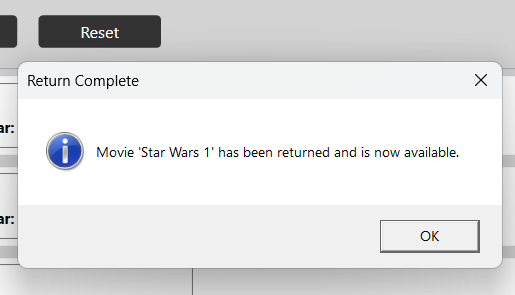 Reset
Return Complete
ar:
Movie 'Star Wars 1' has been returned and is now available.
ar:
OK